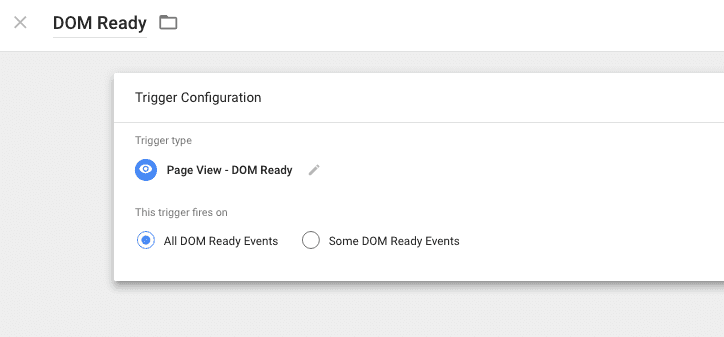 DOM Ready
Trigger Configuration
Trigger type
Page View - DOM Ready
This trigger fires on
All DOM Ready Events Some DOM Ready Events